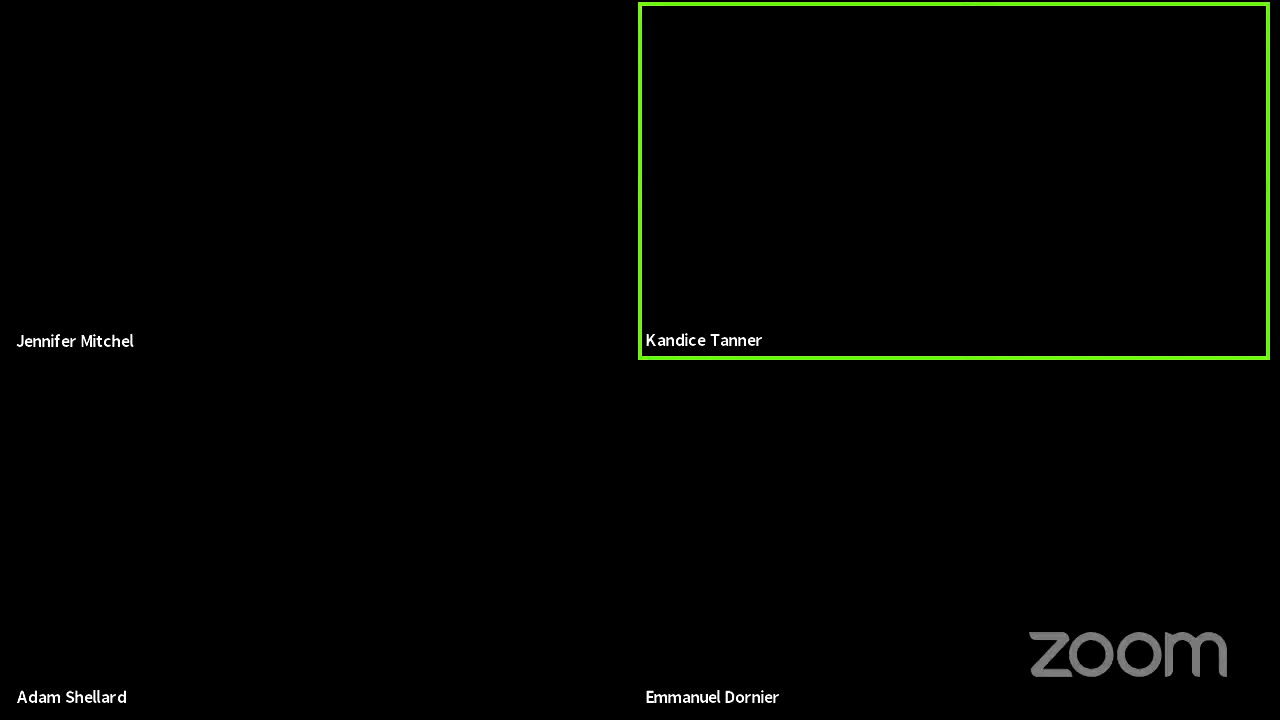 Jennifer Mitchel
Kandice Tanner
Adam Shellard
Emmanuel Dornier
zoom